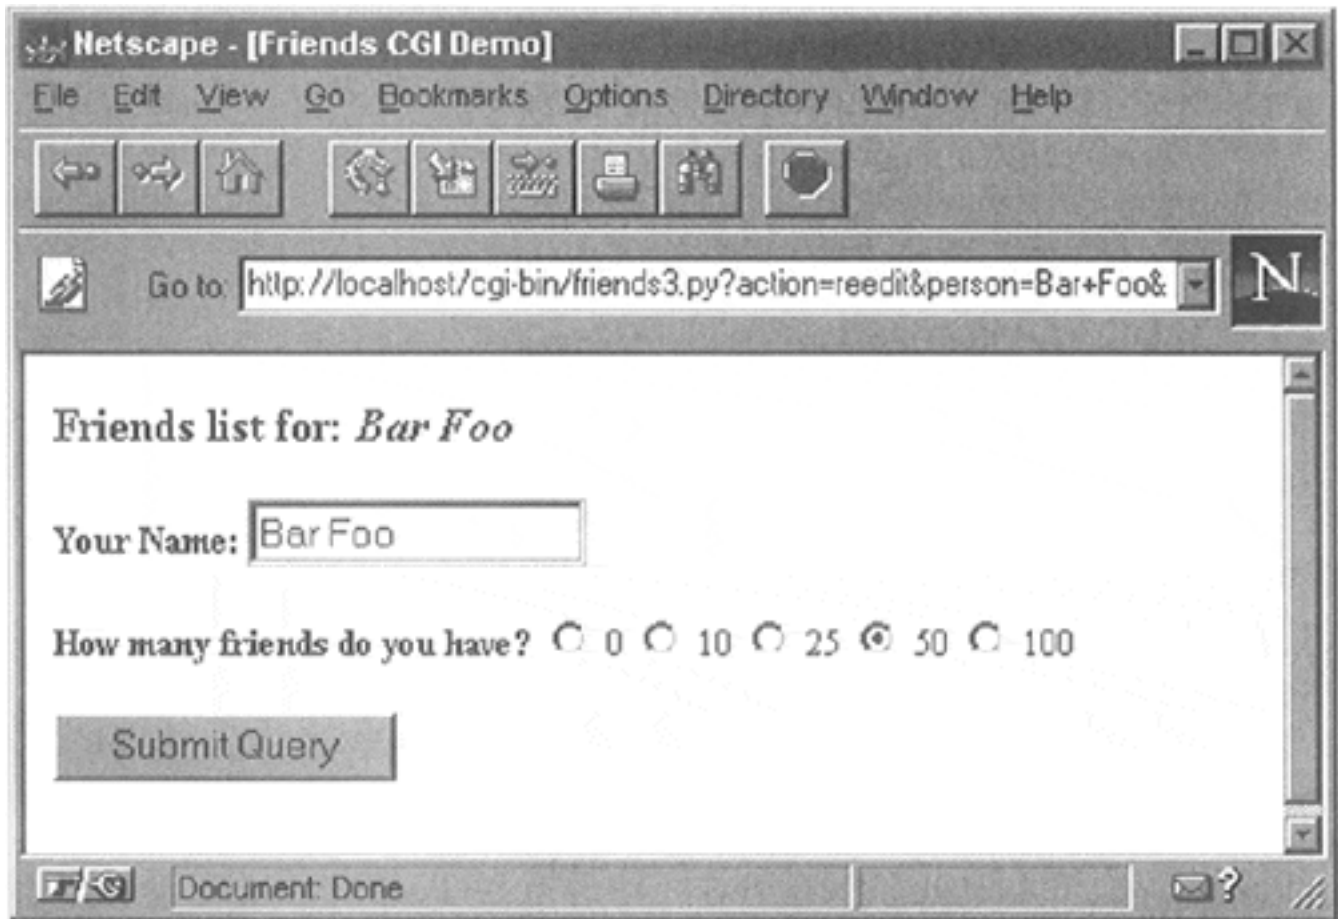 Netscape - [Friends CGI Demo]
File Edit View Go Bookmarks Options Directory Window Help
Go to: http://localhost/cgi-bin/friends3.py?action=reedit&person=Bar+Foo&
N
Friends list for: Bar Foo
Your Name: Bar Foo
How many friends do you have? 0 10 25 50 100
Submit Query
Document: Done
?